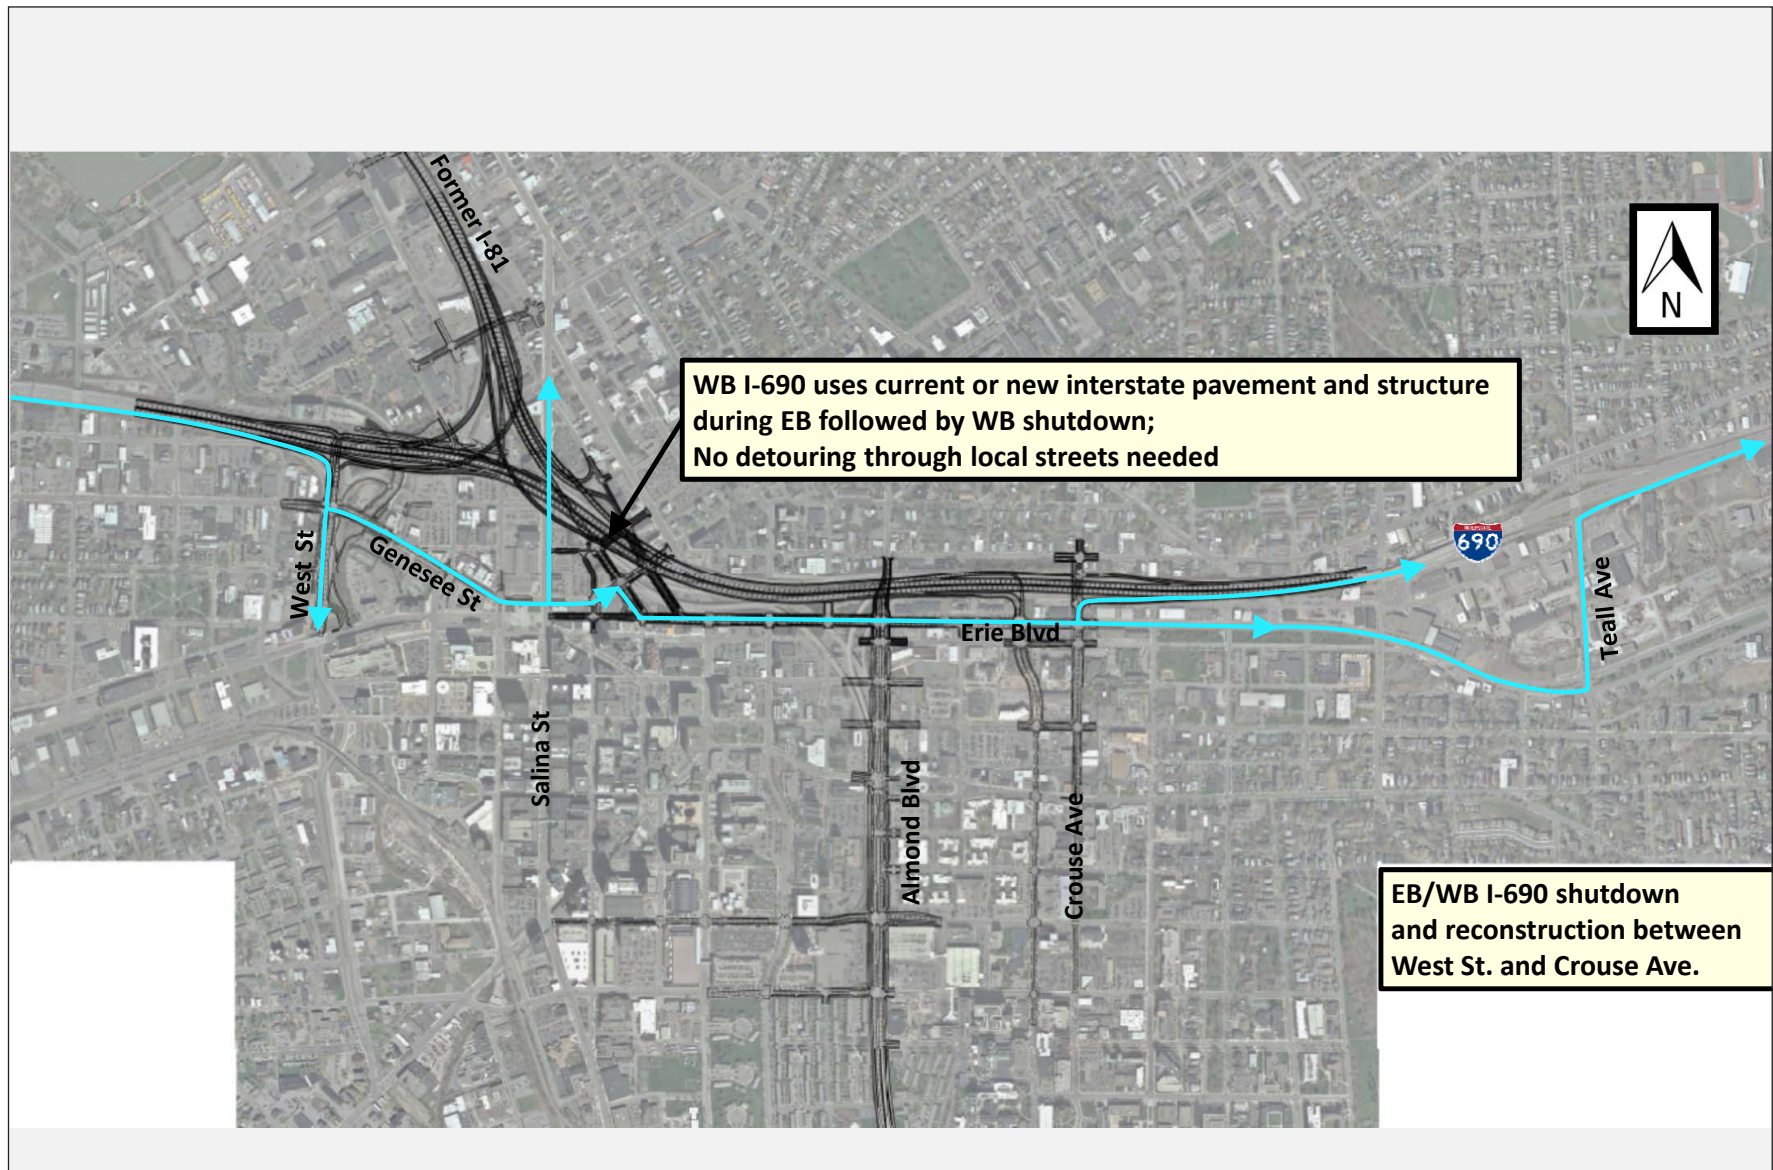 Former I-81
N
WB I-690 uses current or new interstate pavement and structure
during EB followed by WB shutdown;
No detouring through local streets needed
INTERSTATE
690
West St
Genesee St
Erie Blvd
Teall Ave
Salina St
Almond Blvd
Crouse Ave
EB/WB I-690 shutdown
and reconstruction between
West St. and Crouse Ave.